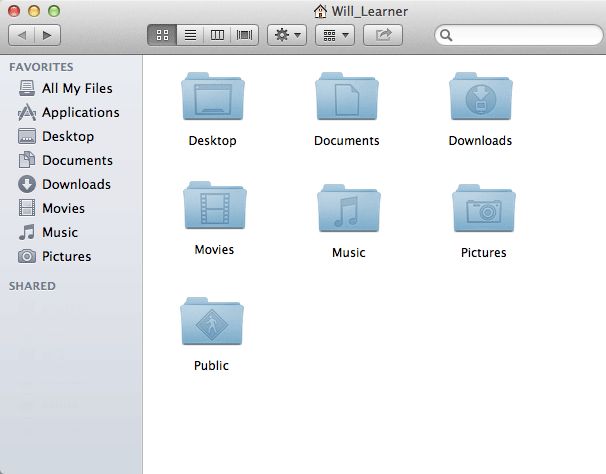 Will_Learner
FAVORITES
All My Files
Applications
Desktop
Documents
Downloads
Movies
Music
Pictures
SHARED
Desktop
Documents
Downloads
Movies
Music
Pictures
Public